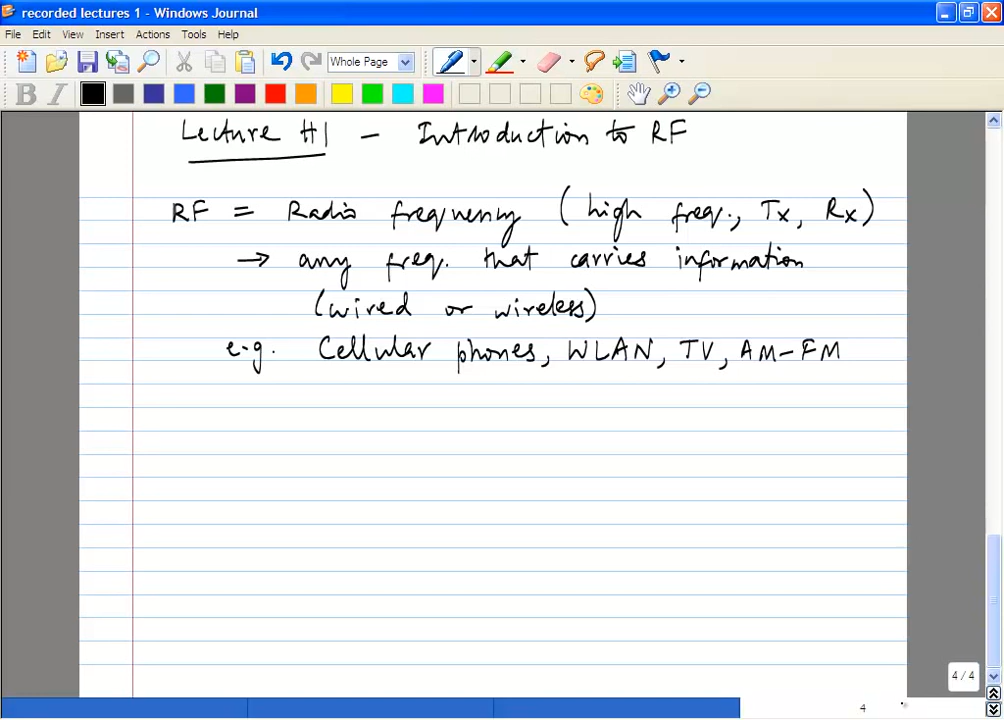 recorded lectures 1 - Windows Journal
File Edit View Insert Actions Tools Help
Whole Page
B I
Lecture #1 – Introduction to RF
RF = Radio frequency (high freq., Tx, Rx)
→ any freq. that carries information
(wired or wireless)
e.g. Cellular phones, WLAN, TV, AM-FM
4 / 4
4